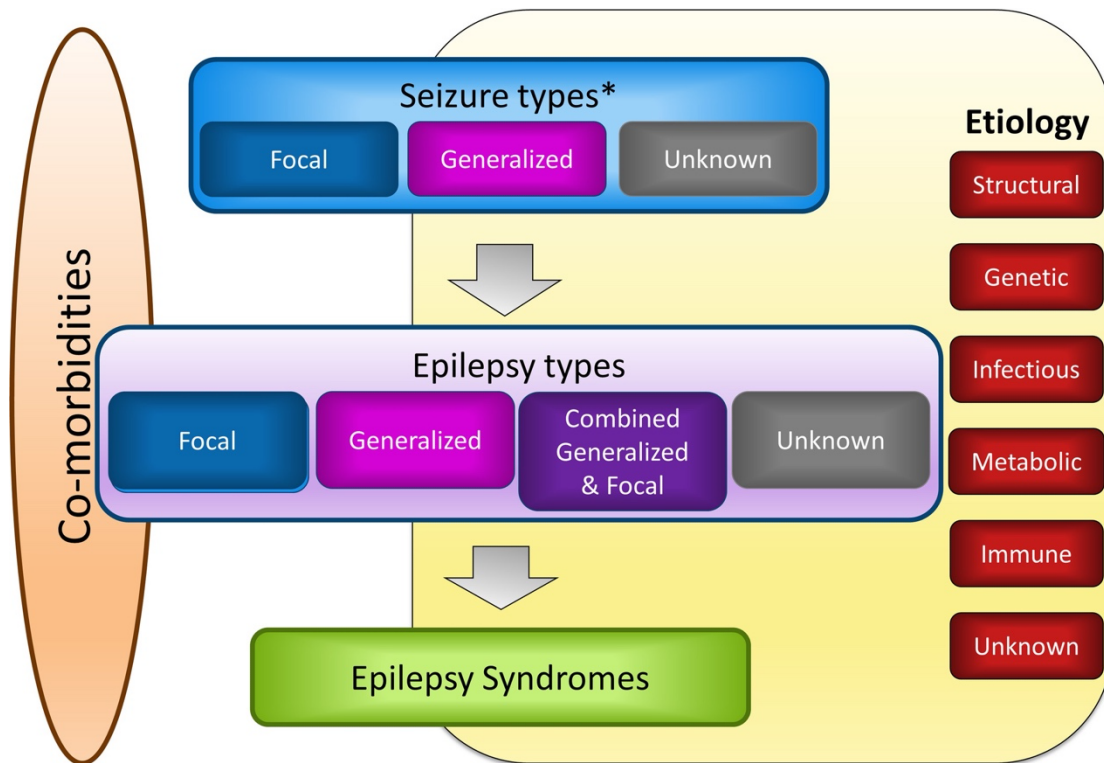 Co-morbidities
Seizure types*
Focal
Generalized
Unknown
Epilepsy types
Focal
Generalized
Combined
Generalized
& Focal
Unknown
Epilepsy Syndromes
Etiology
Structural
Genetic
Infectious
Metabolic
Immune
Unknown